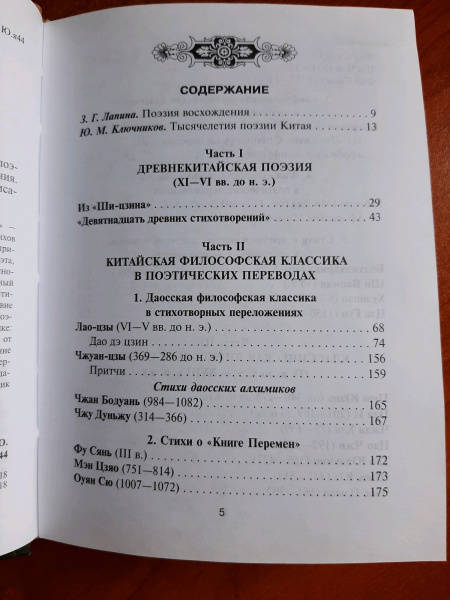 Ю.я44
СОДЕРЖАНИЕ
З. Г. Лапина. Поэзия восхождения 9
Ю. М. Ключников. Тысячелетия поэзии Китая 13
Часть I
ДРЕВНЕКИТАЙСКАЯ ПОЭЗИЯ
(XI—VI вв. до н. э.)
Из «Ши-цзина» 29
«Девятнадцать древних стихотворений» 43
Часть II
КИТАЙСКАЯ ФИЛОСОФСКАЯ КЛАССИКА
В ПОЭТИЧЕСКИХ ПЕРЕВОДАХ
1. Даосская философская классика
в стихотворных переложениях
Лао-цзы (VI—V вв. до н. э.) 68
Дао дэ цзин 74
Чжуан-цзы (369—286 до н. э.) 156
Притчи 159
Стихи даосских алхимиков
Чжан Бодуань (984—1082) 165
Чжу Дуньжу (314—366) 167
2. Стихи о «Книге Перемен»
Фу Сянь (III в.) 172
Мэн Цзяо (751—814) 173
Оуян Сю (1007—1072) 175
5